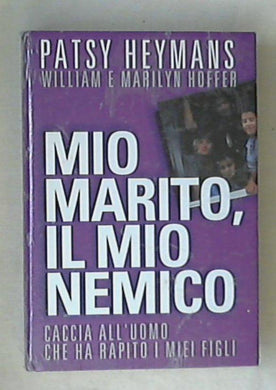 PATSY HEYMANS
WILLIAM E MARILYN HOFFER
MIO
MARITO,
IL MIO
NEMICO
CACCIA ALL'UOMO
CHE HA RAPITO I MIEI FIGLI